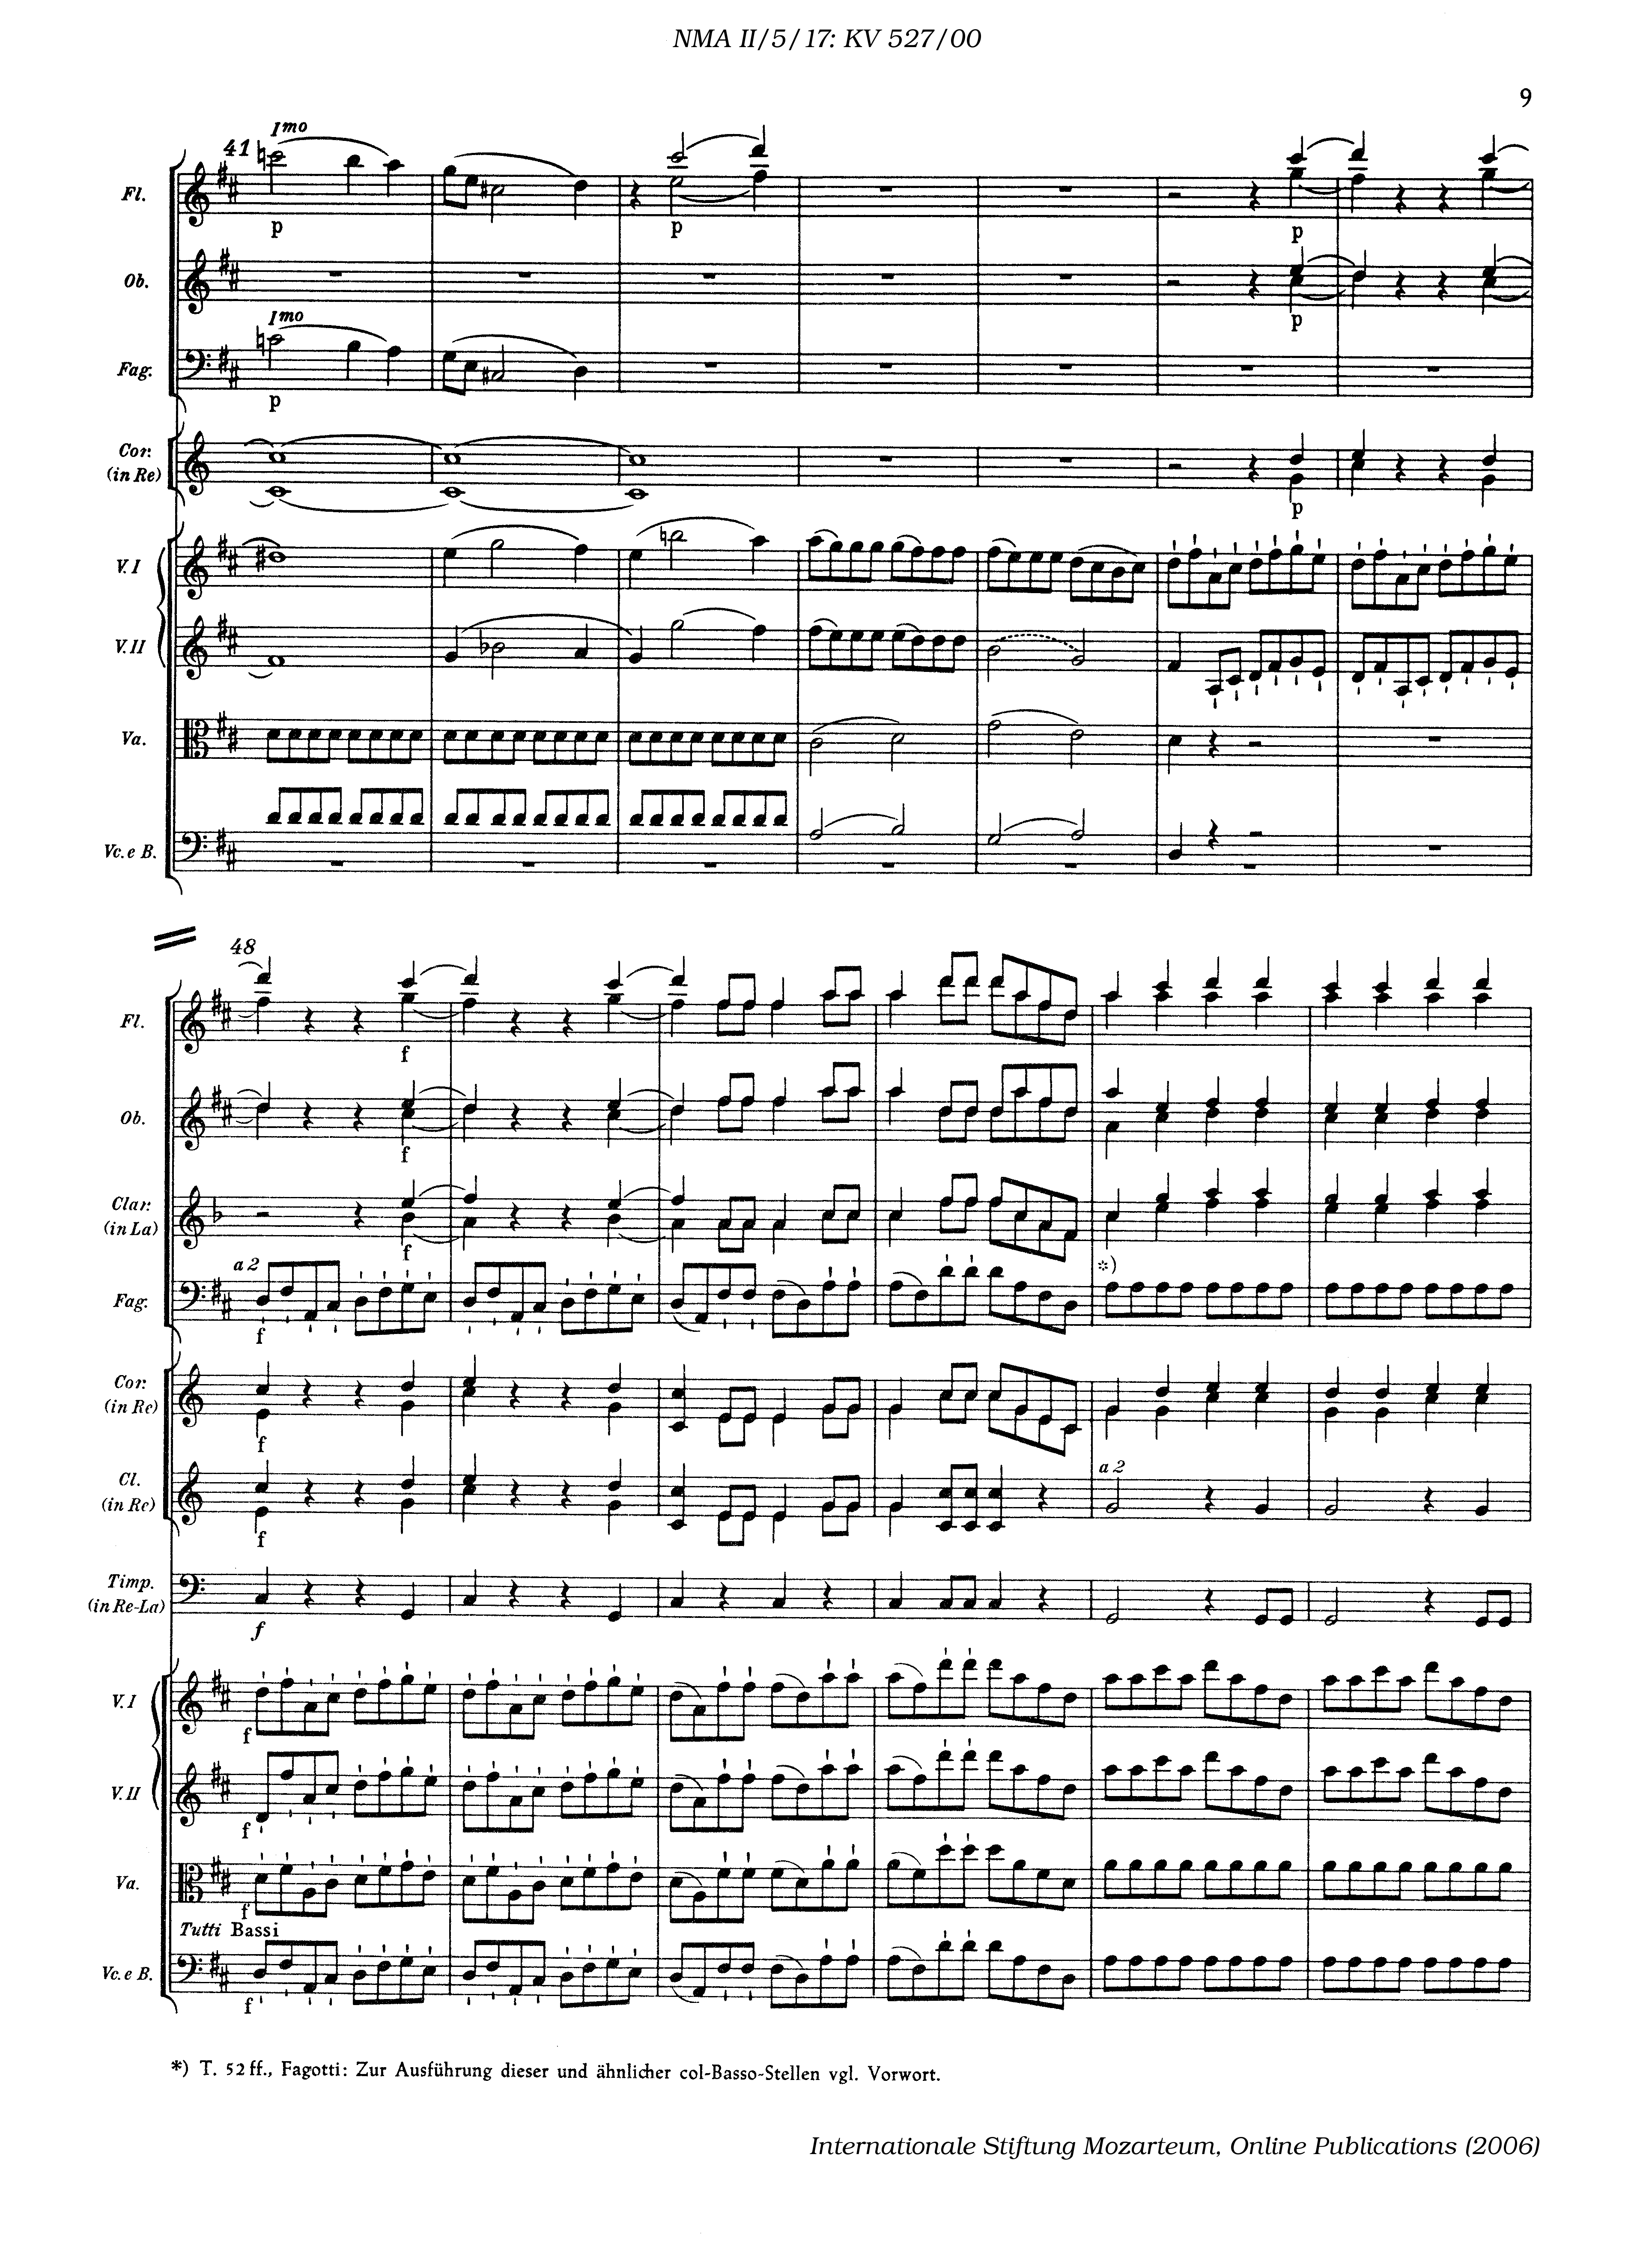 NMA II/5/17: KV 527/00
9
41
Imo
Fl.
p
p
p
Ob.
p
Imo
Fag.
p
Cor.
(in Re)
p
V. I
V. II
Va.
Vc. e B.
48
Fl.
f
Ob.
f
Clar.
(in La)
f
a 2
*)
Fag.
f
Cor.
(in Re)
f
a 2
Cl.
(in Re)
f
Timp.
(in Re-La)
f
V. I
f
V. II
f
Va.
f
Tutti Bassi
Vc. e B.
f
*) T. 52 ff., Fagotti: Zur Ausführung dieser und ähnlicher col-Basso-Stellen vgl. Vorwort.
Internationale Stiftung Mozarteum, Online Publications (2006)